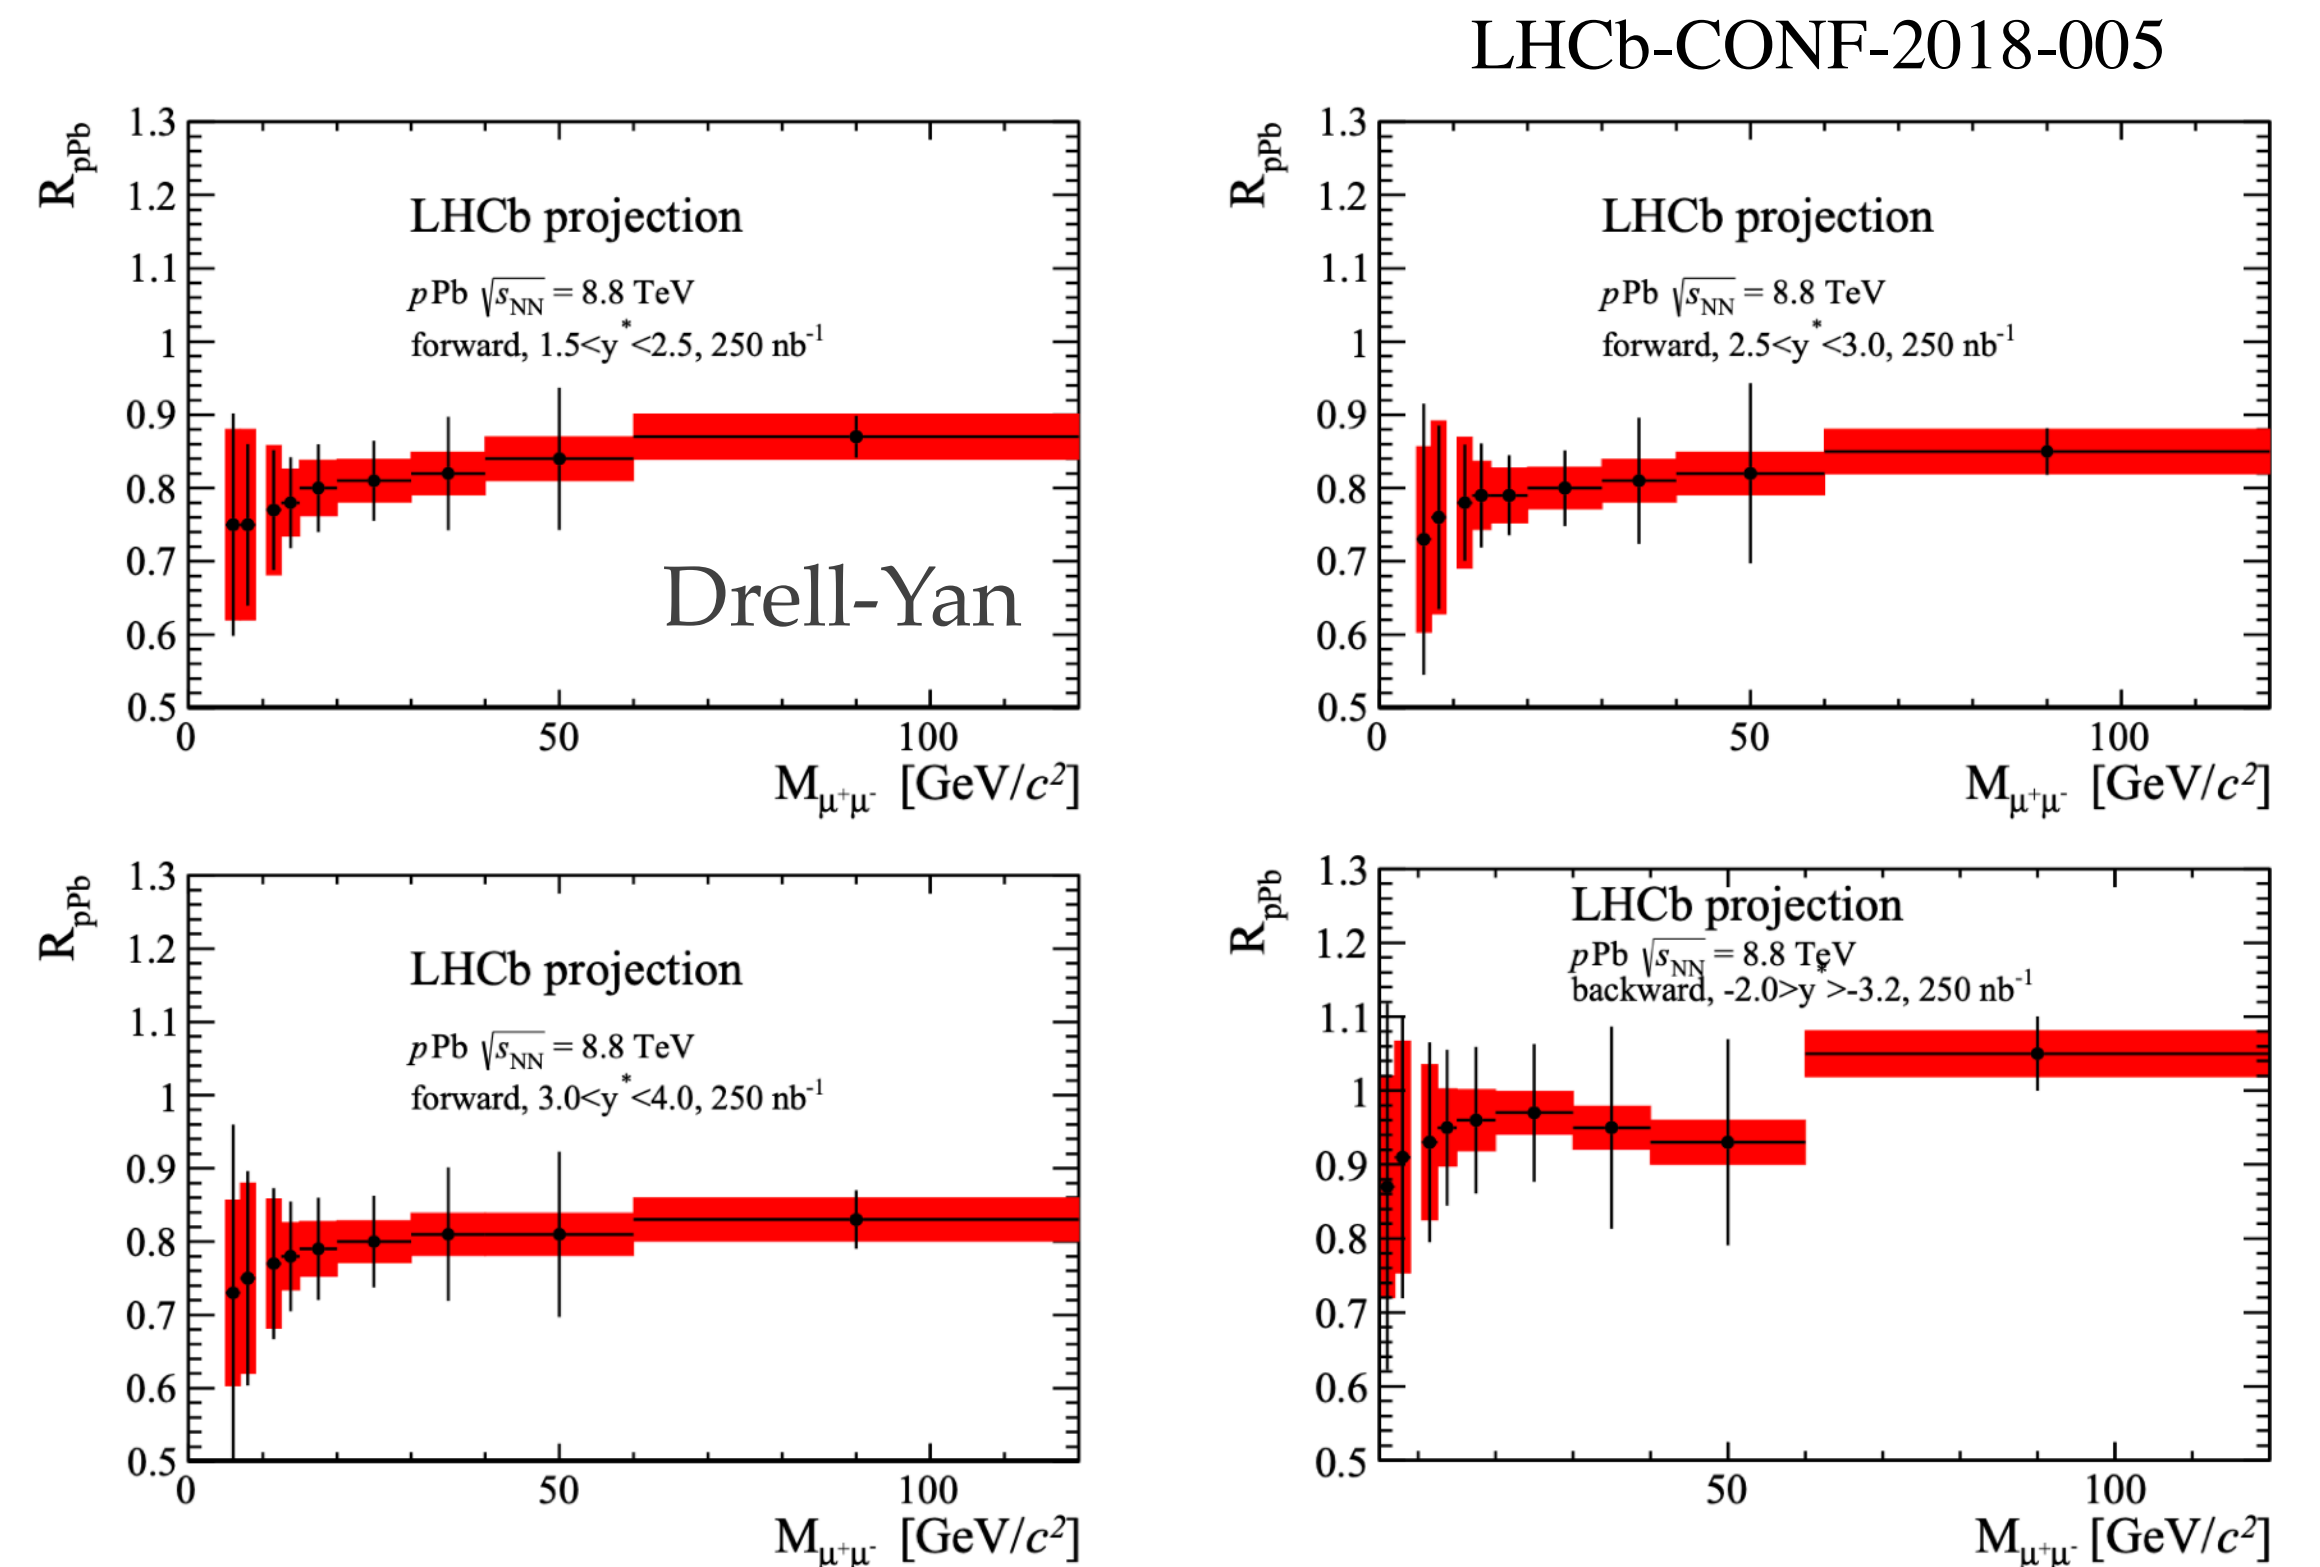 LHCb-CONF-2018-005
R_pPb
1.3
1.2
1.1
1
0.9
0.8
0.7
0.6
0.5
LHCb projection
pPb √s_NN = 8.8 TeV
forward, 1.5<y*<2.5, 250 nb⁻¹
Drell-Yan
0 50 100
M_μ⁺μ⁻ [GeV/c²]
R_pPb
1.3
1.2
1.1
1
0.9
0.8
0.7
0.6
0.5
LHCb projection
pPb √s_NN = 8.8 TeV
forward, 2.5<y*<3.0, 250 nb⁻¹
0 50 100
M_μ⁺μ⁻ [GeV/c²]
R_pPb
1.3
1.2
1.1
1
0.9
0.8
0.7
0.6
0.5
LHCb projection
pPb √s_NN = 8.8 TeV
forward, 3.0<y*<4.0, 250 nb⁻¹
0 50 100
M_μ⁺μ⁻ [GeV/c²]
R_pPb
1.3
1.2
1.1
1
0.9
0.8
0.7
0.6
0.5
LHCb projection
pPb √s_NN = 8.8 TeV
backward, -2.0>y*>-3.2, 250 nb⁻¹
50 100
M_μ⁺μ⁻ [GeV/c²]